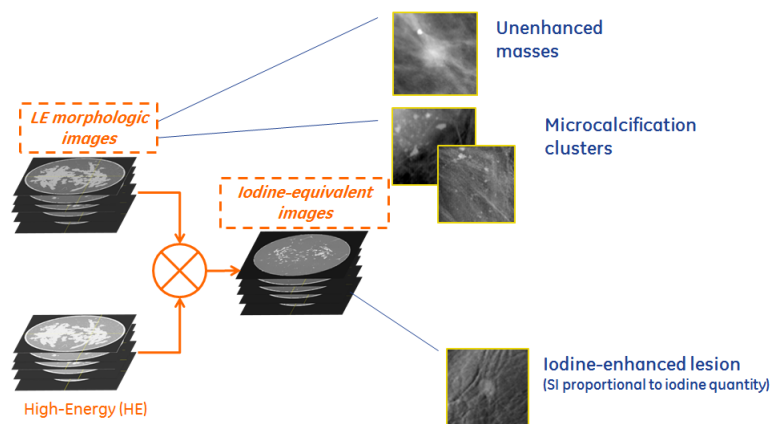 Unenhanced
masses
LE morphologic
images
Microcalcification
clusters
Iodine-equivalent
images
Iodine-enhanced lesion
(SI proportional to iodine quantity)
High-Energy (HE)